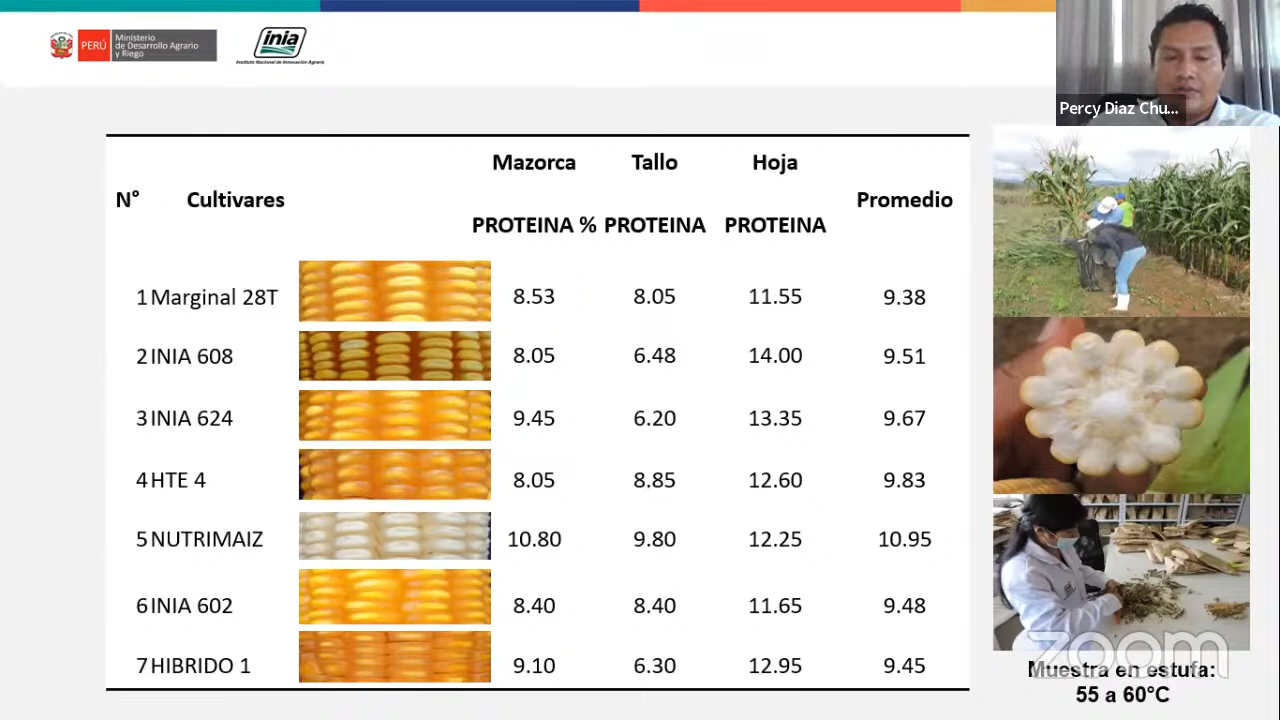 PERÚ
Ministerio
de Desarrollo Agrario
y Riego
inia
Instituto Nacional de Innovación Agraria
Percy Diaz Chu...
Mazorca Tallo Hoja
N° Cultivares Promedio
PROTEINA % PROTEINA PROTEINA
1 Marginal 28T 8.53 8.05 11.55 9.38
2 INIA 608 8.05 6.48 14.00 9.51
3 INIA 624 9.45 6.20 13.35 9.67
4 HTE 4 8.05 8.85 12.60 9.83
5 NUTRIMAIZ 10.80 9.80 12.25 10.95
6 INIA 602 8.40 8.40 11.65 9.48
7 HIBRIDO 1 9.10 6.30 12.95 9.45
zoom
Muestra en estufa:
55 a 60°C